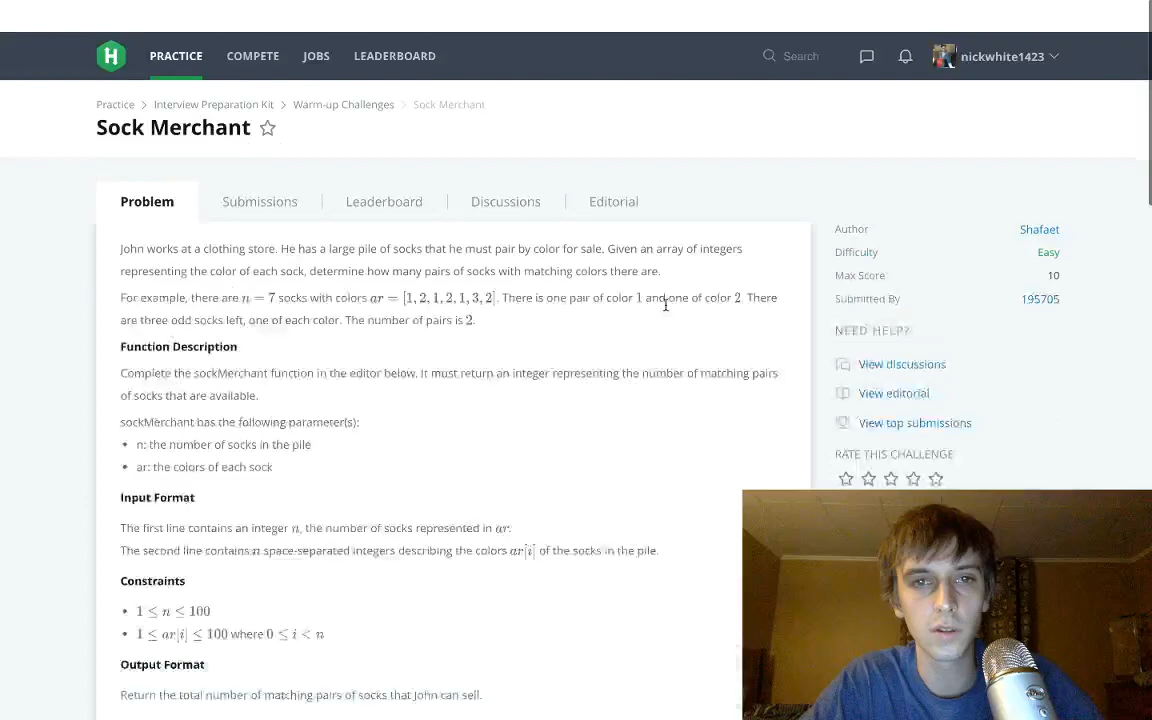 PRACTICE COMPETE JOBS LEADERBOARD Search nickwhite1423
Practice > Interview Preparation Kit > Warm-up Challenges > Sock Merchant
Sock Merchant
Problem Submissions Leaderboard Discussions Editorial
John works at a clothing store. He has a large pile of socks that he must pair by color for sale. Given an array of integers
representing the color of each sock, determine how many pairs of socks with matching colors there are.
For example, there are n = 7 socks with colors ar = [1, 2, 1, 2, 1, 3, 2]. There is one pair of color 1 and one of color 2. There
are three odd socks left, one of each color. The number of pairs is 2.
Function Description
Complete the sockMerchant function in the editor below. It must return an integer representing the number of matching pairs
of socks that are available.
sockMerchant has the following parameter(s):
• n: the number of socks in the pile
• ar: the colors of each sock
Input Format
The first line contains an integer n, the number of socks represented in ar.
The second line contains n space-separated integers describing the colors ar[i] of the socks in the pile.
Constraints
• 1 ≤ n ≤ 100
• 1 ≤ ar[i] ≤ 100 where 0 ≤ i < n
Output Format
Return the total number of matching pairs of socks that John can sell.
Author Shafaet
Difficulty Easy
Max Score 10
Submitted By 195705
NEED HELP?
View discussions
View editorial
View top submissions
RATE THIS CHALLENGE